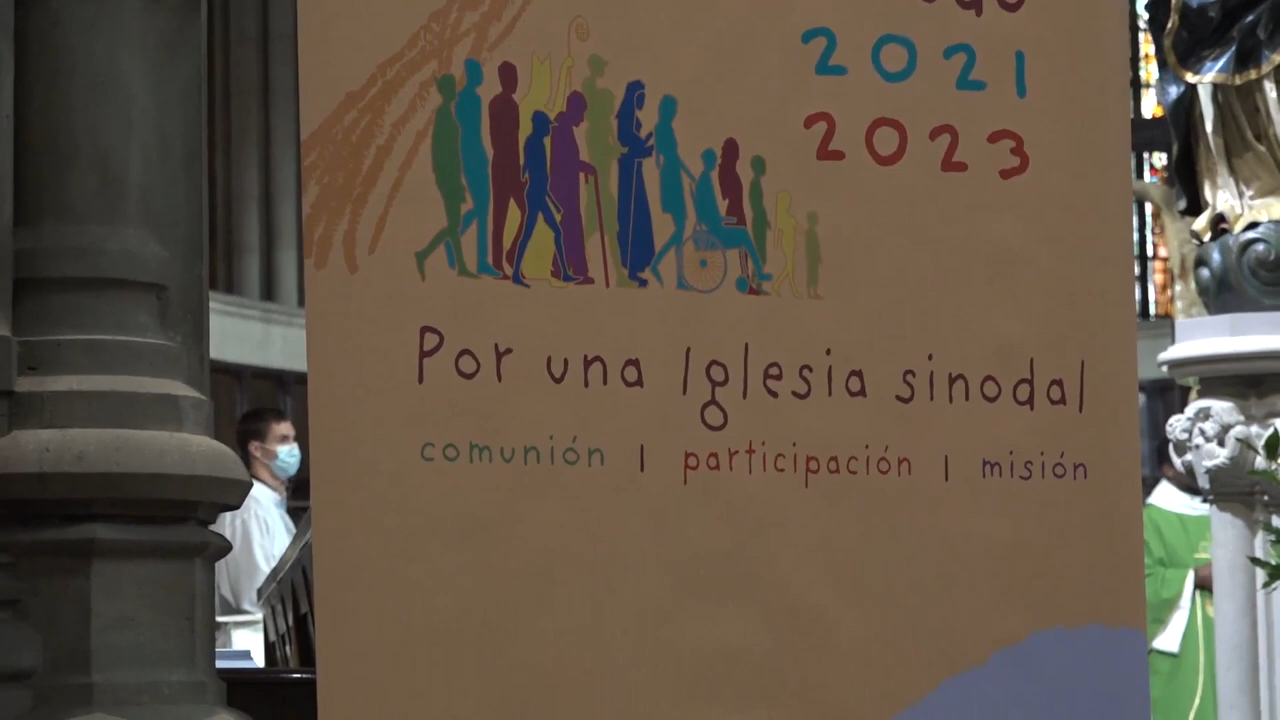 2021
2023
Por una Iglesia sinodal
comunión | participación | misión